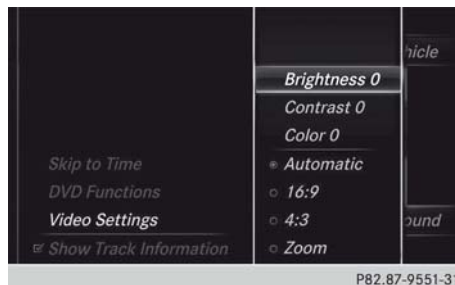 hicle
Brightness 0
Contrast 0
Color 0
Skip to Time
Automatic
DVD Functions
16:9
Video Settings
4:3
ound
Show Track Information
Zoom
P82.87-9551-31